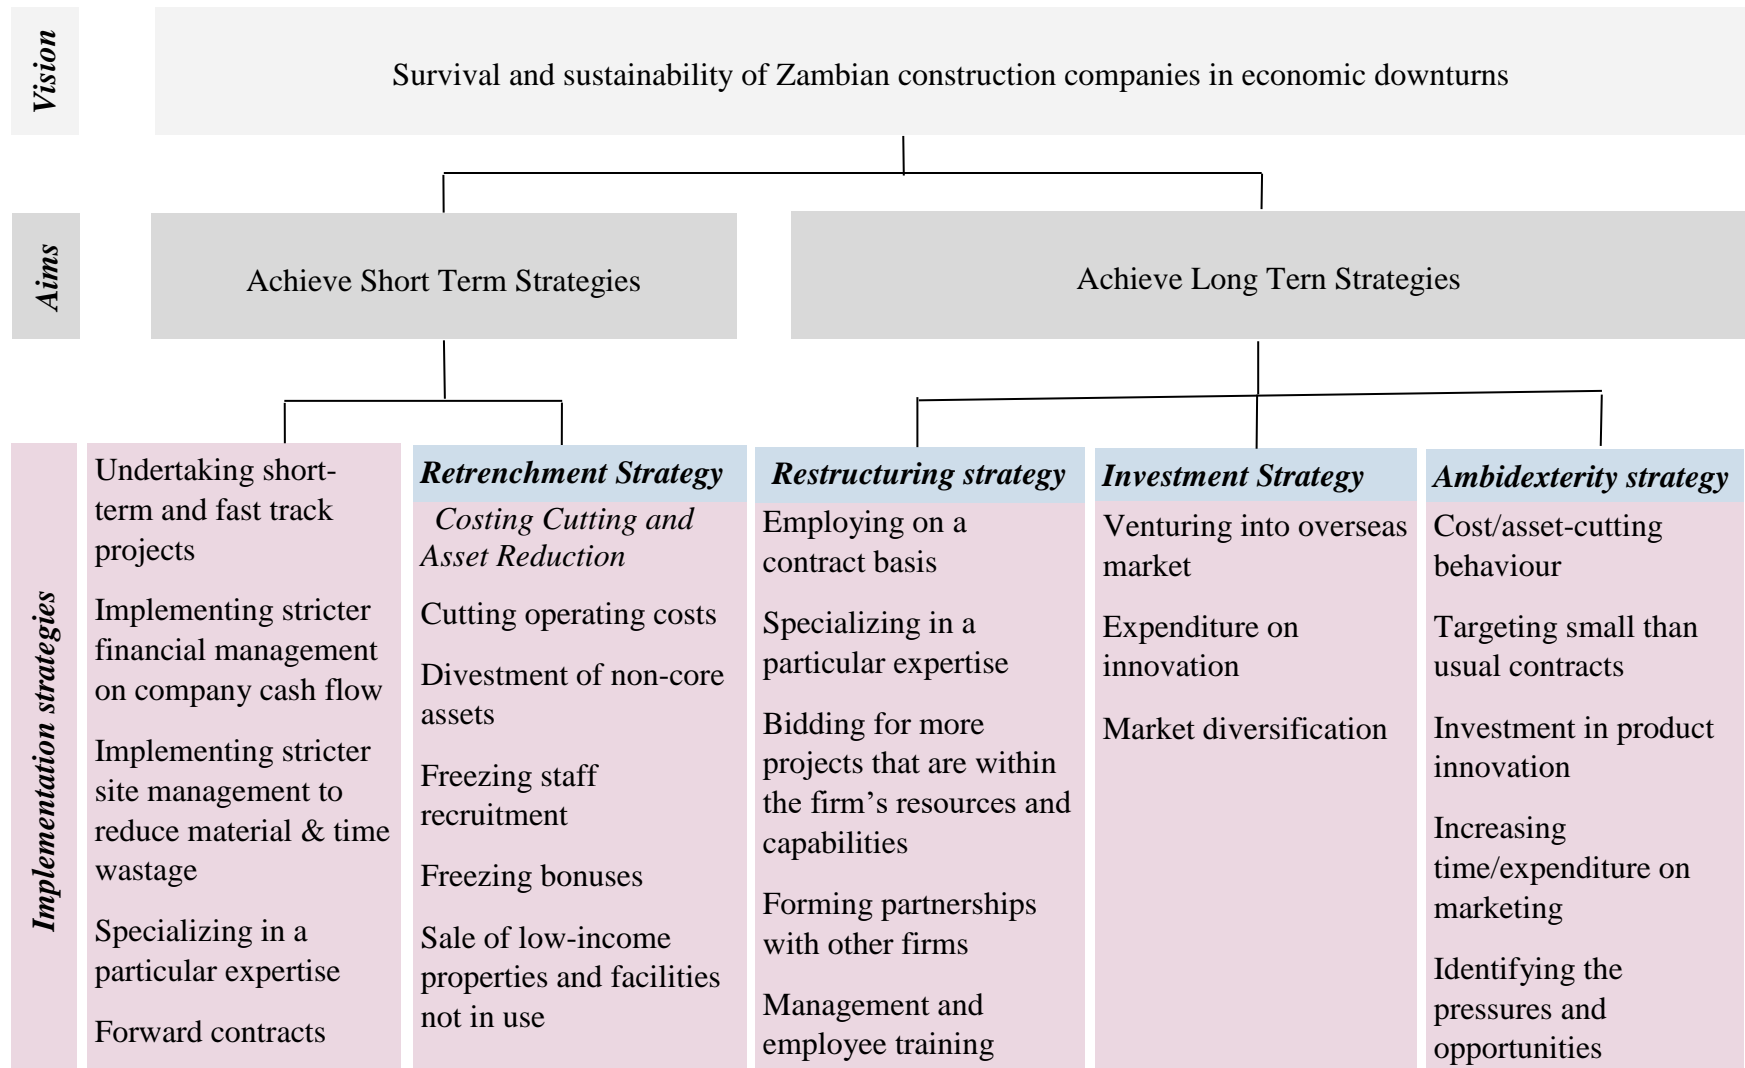 Vision
Survival and sustainability of Zambian construction companies in economic downturns
Aims
Achieve Short Term Strategies
Achieve Long Tern Strategies
Implementation strategies
Undertaking short-
term and fast track
projects
Implementing stricter
financial management
on company cash flow
Implementing stricter
site management to
reduce material & time
wastage
Specializing in a
particular expertise
Forward contracts
Retrenchment Strategy
Costing Cutting and
Asset Reduction
Cutting operating costs
Divestment of non-core
assets
Freezing staff
recruitment
Freezing bonuses
Sale of low-income
properties and facilities
not in use
Restructuring strategy
Employing on a
contract basis
Specializing in a
particular expertise
Bidding for more
projects that are within
the firm’s resources and
capabilities
Forming partnerships
with other firms
Management and
employee training
Investment Strategy
Venturing into overseas
market
Expenditure on
innovation
Market diversification
Ambidexterity strategy
Cost/asset-cutting
behaviour
Targeting small than
usual contracts
Investment in product
innovation
Increasing
time/expenditure on
marketing
Identifying the
pressures and
opportunities